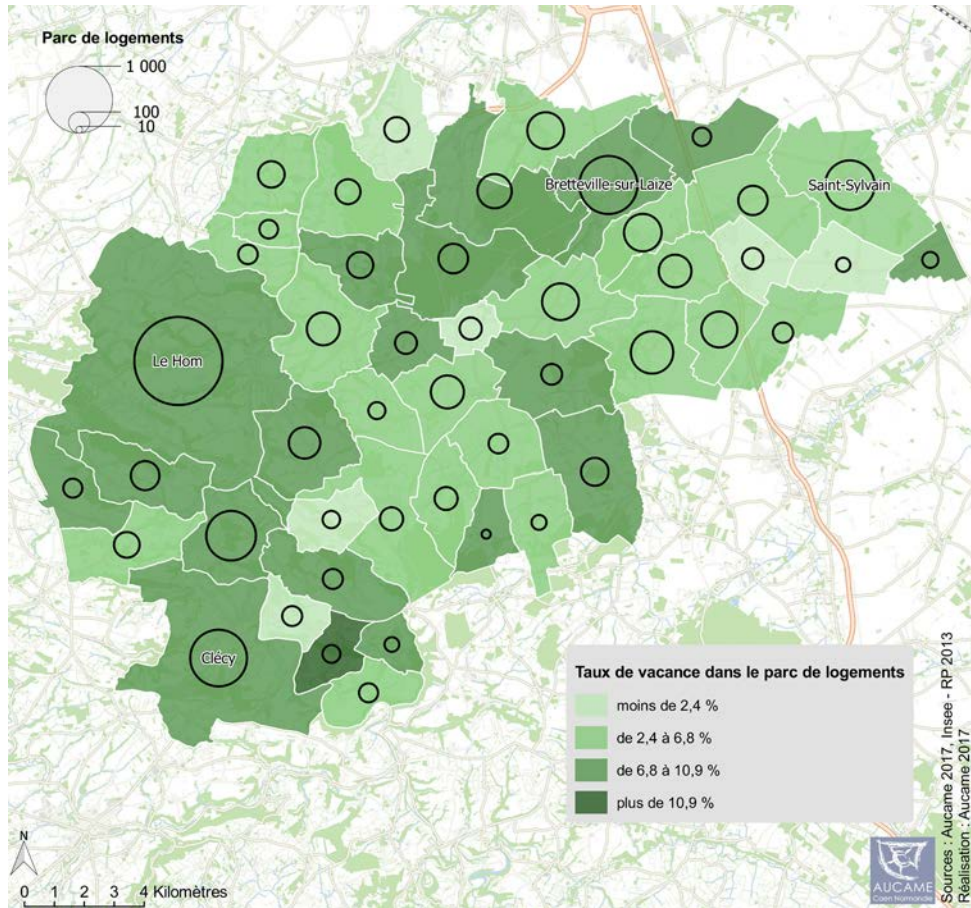 Parc de logements
1 000
100
10
Bretteville-sur-Laize
Saint-Sylvain
Le Hom
Clécy
Taux de vacance dans le parc de logements
moins de 2,4 %
de 2,4 à 6,8 %
de 6,8 à 10,9 %
plus de 10,9 %
N
0 1 2 3 4 Kilomètres
AUCAME
Caen Normandie
Sources : Aucame 2017, Insee - RP 2013
Réalisation : Aucame 2017